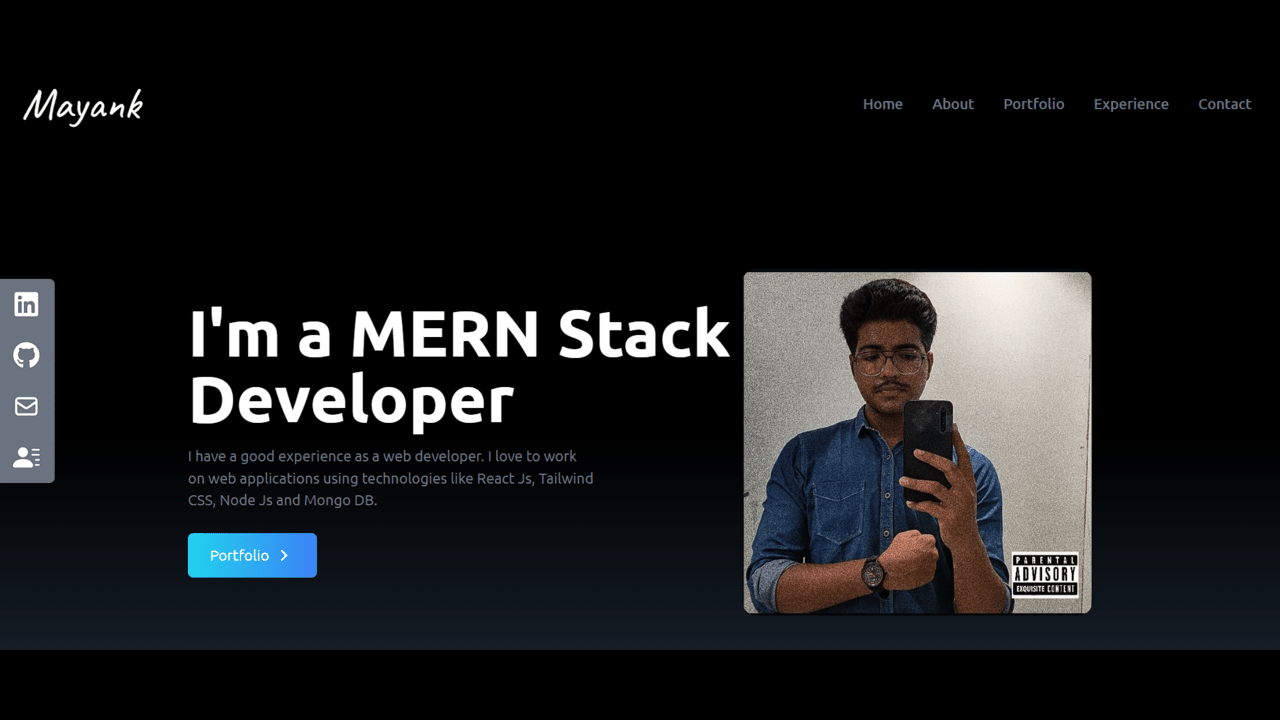 Mayank
Home About Portfolio Experience Contact
in
I'm a MERN Stack
Developer
I have a good experience as a web developer. I love to work
on web applications using technologies like React Js, Tailwind
CSS, Node Js and Mongo DB.
Portfolio
PARENTAL
ADVISORY
EXQUISITE CONTENT